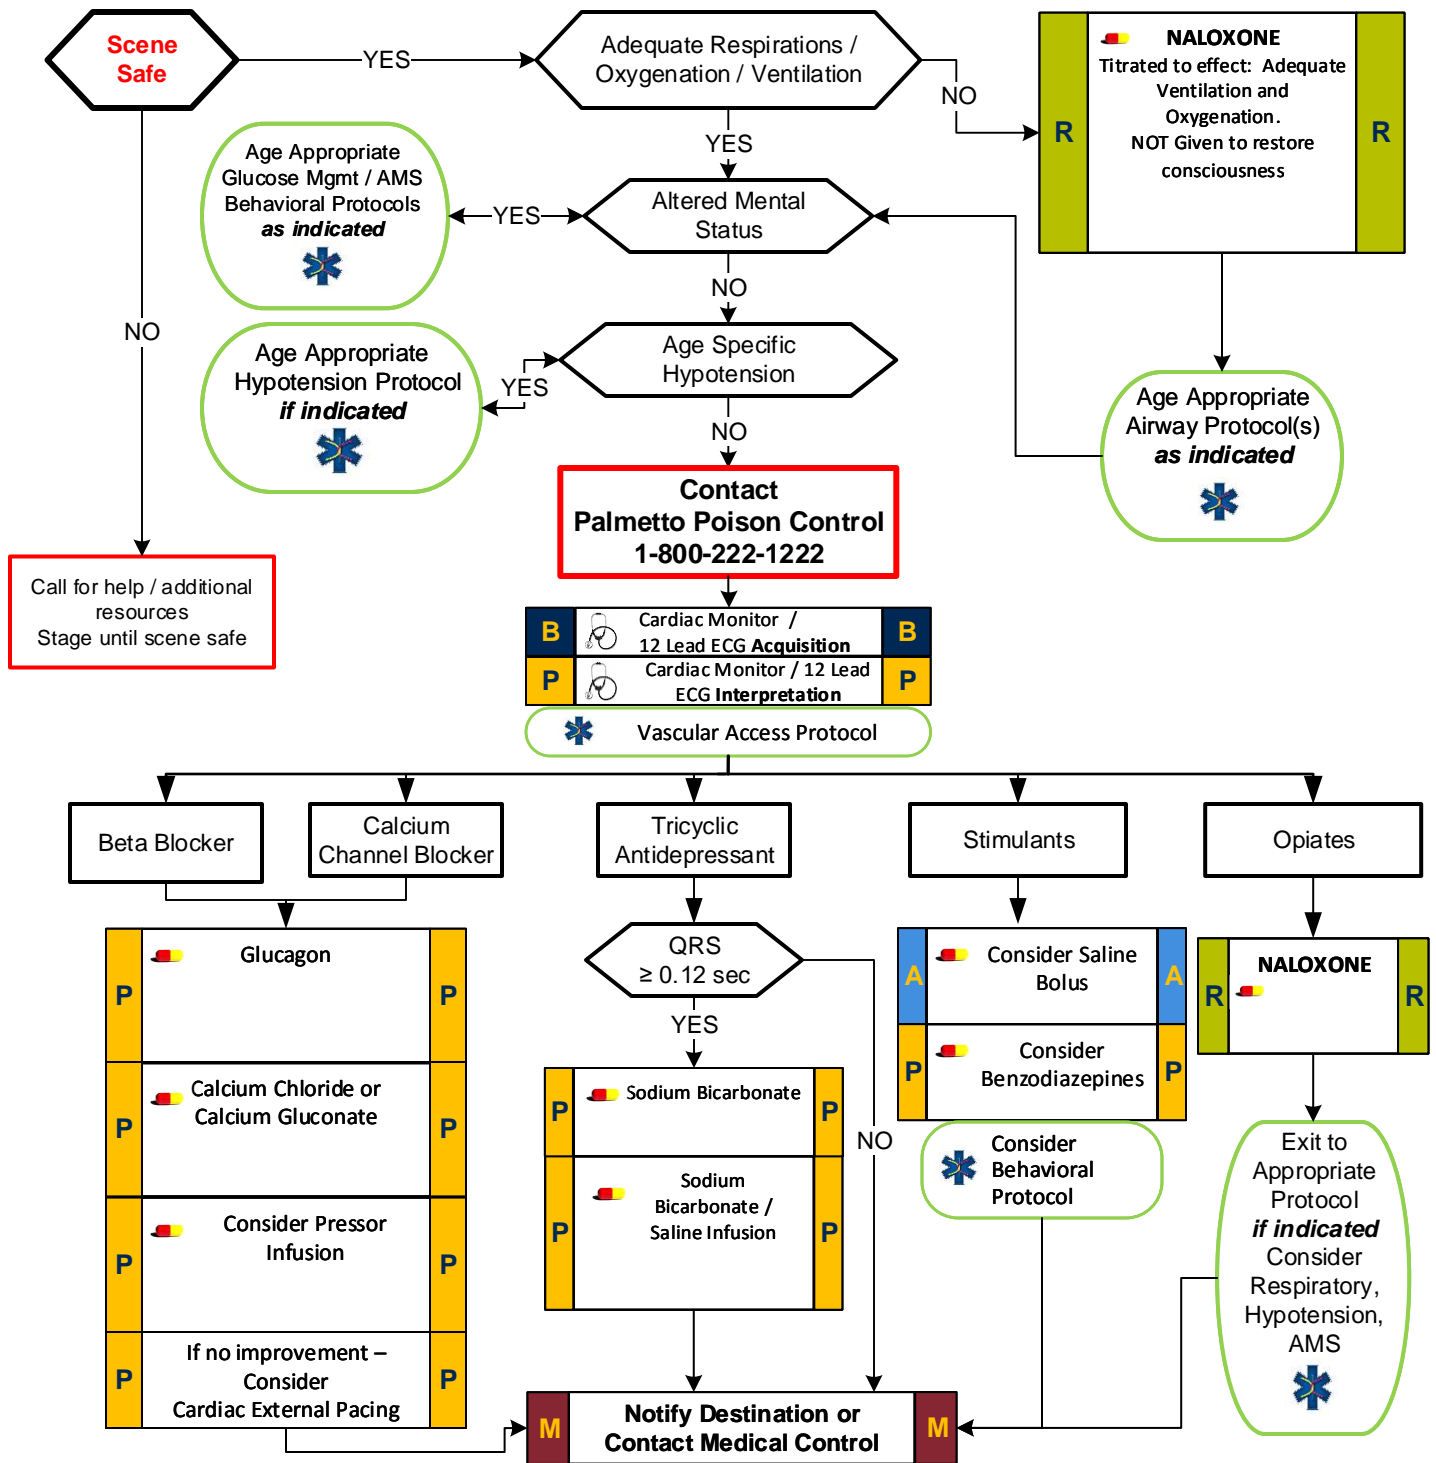 Scene
Safe
YES
Adequate Respirations /
Oxygenation / Ventilation
NO
NALOXONE
Titrated to effect: Adequate
Ventilation and
Oxygenation.
NOT Given to restore
consciousness
R
R
YES
Age Appropriate
Glucose Mgmt / AMS
Behavioral Protocols
as indicated
YES
Altered Mental
Status
NO
NO
Age Appropriate
Hypotension Protocol
if indicated
YES
Age Specific
Hypotension
NO
Age Appropriate
Airway Protocol(s)
as indicated
Contact
Palmetto Poison Control
1-800-222-1222
Call for help / additional
resources
Stage until scene safe
B
Cardiac Monitor /
12 Lead ECG Acquisition
B
P
Cardiac Monitor / 12 Lead
ECG Interpretation
P
Vascular Access Protocol
Beta Blocker
Calcium
Channel Blocker
Tricyclic
Antidepressant
Stimulants
Opiates
P
Glucagon
P
P
Calcium Chloride or
Calcium Gluconate
P
P
Consider Pressor
Infusion
P
P
If no improvement –
Consider
Cardiac External Pacing
P
QRS
≥ 0.12 sec
YES
NO
P
Sodium Bicarbonate
P
P
Sodium
Bicarbonate /
Saline Infusion
P
A
Consider Saline
Bolus
A
P
Consider
Benzodiazepines
P
Consider
Behavioral
Protocol
R
NALOXONE
R
Exit to
Appropriate
Protocol
if indicated
Consider
Respiratory,
Hypotension,
AMS
M
Notify Destination or
Contact Medical Control
M